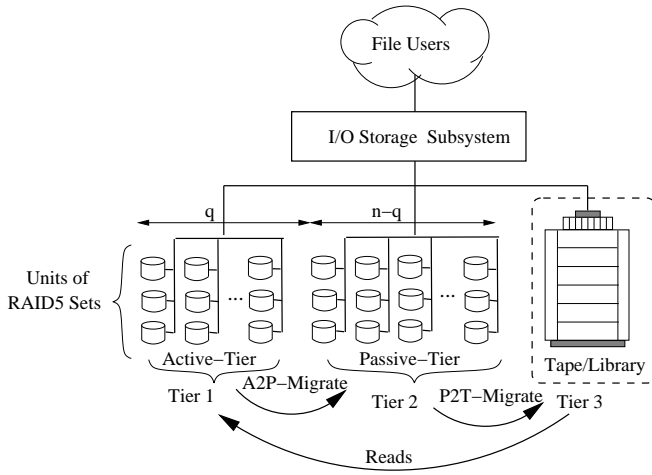 File Users
I/O Storage Subsystem
q
n−q
Units of
RAID5 Sets
...
...
Active−Tier
Passive−Tier
Tape/Library
Tier 1
A2P−Migrate
Tier 2
P2T−Migrate
Tier 3
Reads